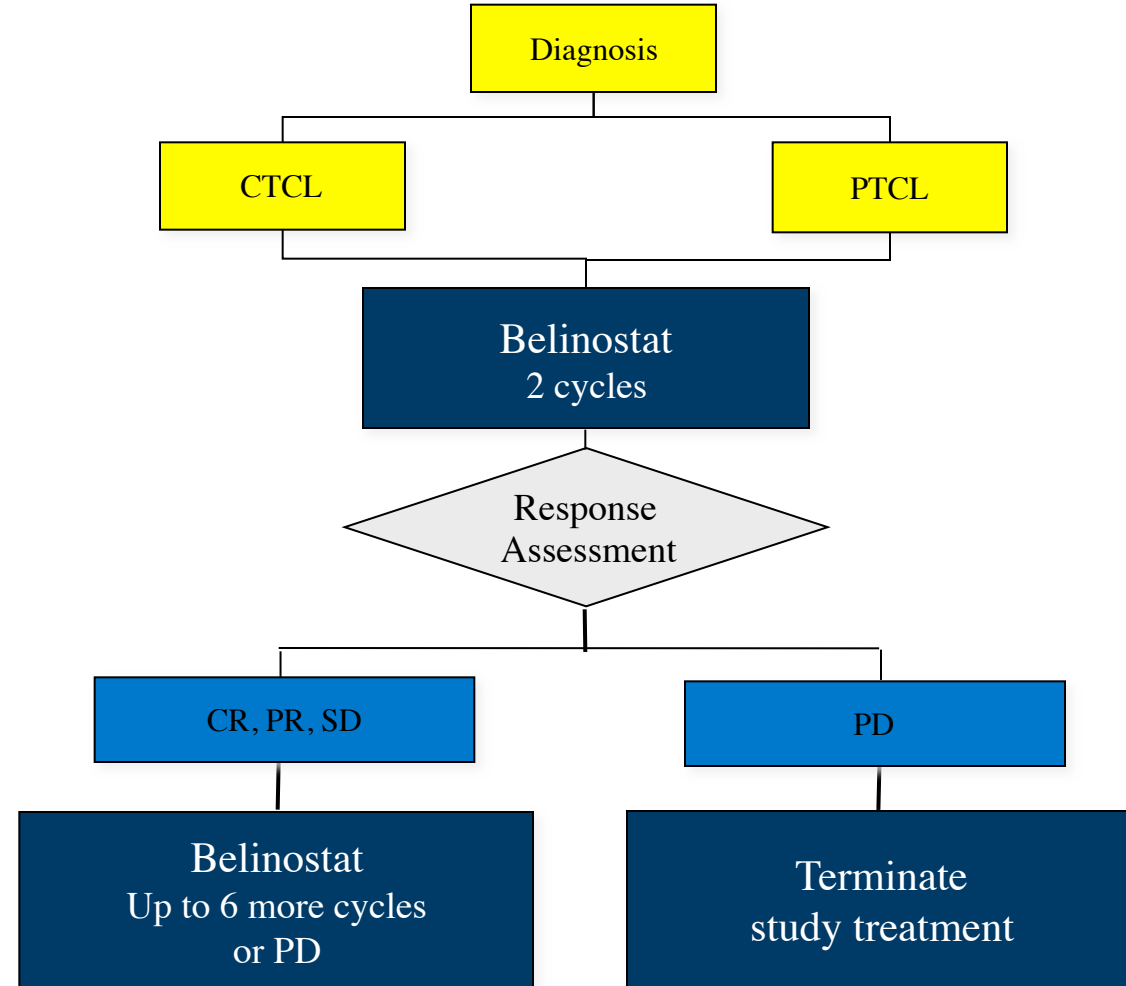 Diagnosis
CTCL
PTCL
Belinostat
2 cycles
Response
Assessment
CR, PR, SD
PD
Belinostat
Up to 6 more cycles
or PD
Terminate
study treatment